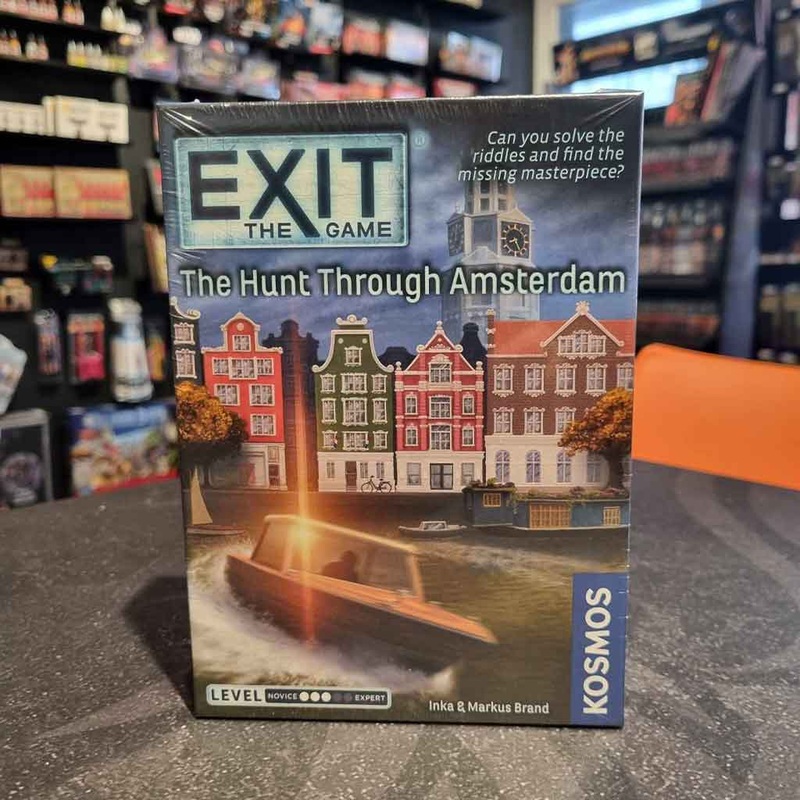 EXIT
®
THE GAME
Can you solve the
riddles and find the
missing masterpiece?
The Hunt Through Amsterdam
LEVEL NOVICE EXPERT
Inka & Markus Brand
KOSMOS